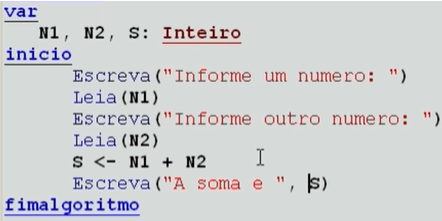 var
N1, N2, S: Inteiro
inicio
Escreva("Informe um numero: ")
Leia(N1)
Escreva("Informe outro numero: ")
Leia(N2)
S <- N1 + N2
Escreva("A soma e ", S)
fimalgoritmo